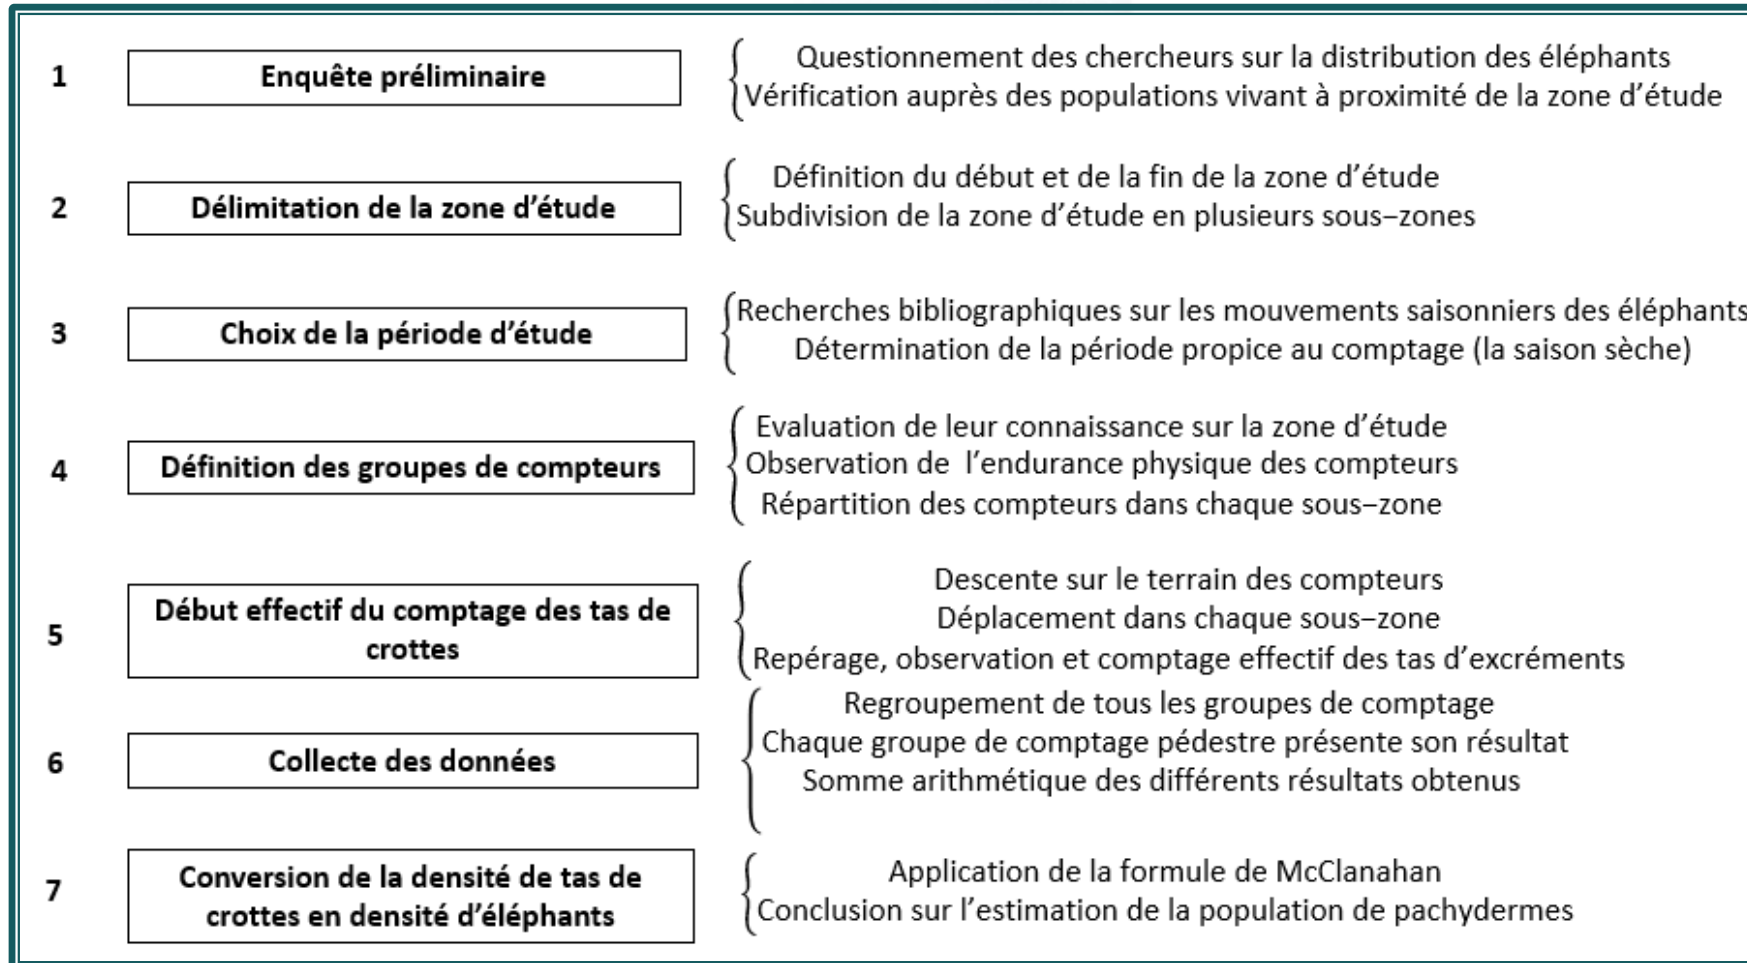 1
Enquête préliminaire
Questionnement des chercheurs sur la distribution des éléphants
Vérification auprès des populations vivant à proximité de la zone d’étude
2
Délimitation de la zone d’étude
Définition du début et de la fin de la zone d’étude
Subdivision de la zone d’étude en plusieurs sous–zones
3
Choix de la période d’étude
Recherches bibliographiques sur les mouvements saisonniers des éléphants
Détermination de la période propice au comptage (la saison sèche)
4
Définition des groupes de compteurs
Evaluation de leur connaissance sur la zone d’étude
Observation de l’endurance physique des compteurs
Répartition des compteurs dans chaque sous–zone
5
Début effectif du comptage des tas de
crottes
Descente sur le terrain des compteurs
Déplacement dans chaque sous–zone
Repérage, observation et comptage effectif des tas d’excréments
6
Collecte des données
Regroupement de tous les groupes de comptage
Chaque groupe de comptage pédestre présente son résultat
Somme arithmétique des différents résultats obtenus
7
Conversion de la densité de tas de
crottes en densité d’éléphants
Application de la formule de McClanahan
Conclusion sur l’estimation de la population de pachydermes